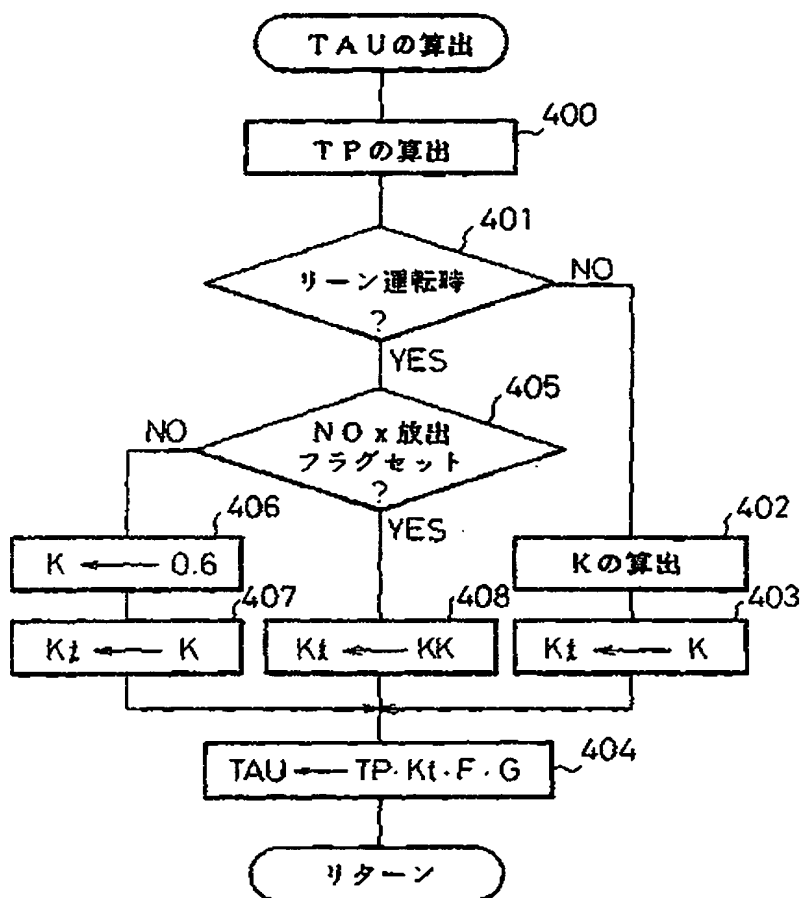 TAUの算出
400
TPの算出
401
リーン運転時
?
NO
YES
405
NOx放出
フラグセット
?
NO
YES
406
K ← 0.6
402
Kの算出
407
Kt ← K
408
Kt ← KK
403
Kt ← K
404
TAU ← TP・Kt・F・G
リターン